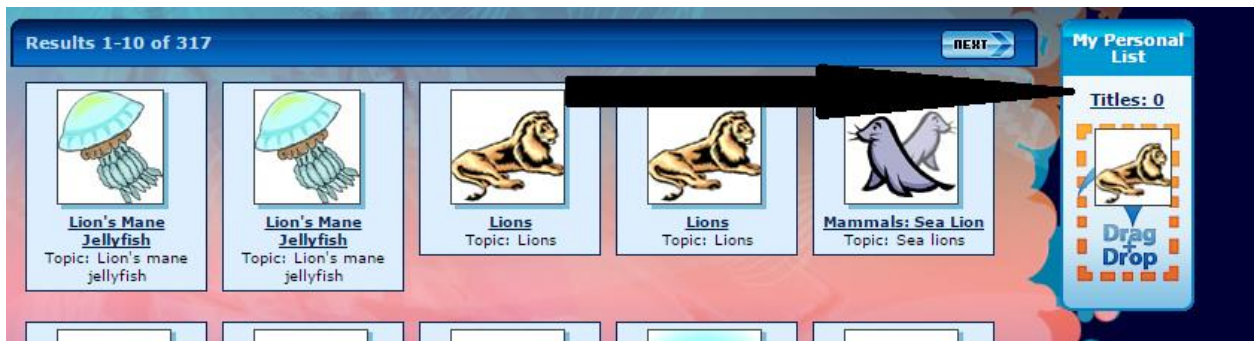 Results 1-10 of 317
NEXT
My Personal
List
Titles: 0
Lion's Mane
Jellyfish
Topic: Lion's mane
jellyfish
Lion's Mane
Jellyfish
Topic: Lion's mane
jellyfish
Lions
Topic: Lions
Lions
Topic: Lions
Mammals: Sea Lion
Topic: Sea lions
Drag
+
Drop